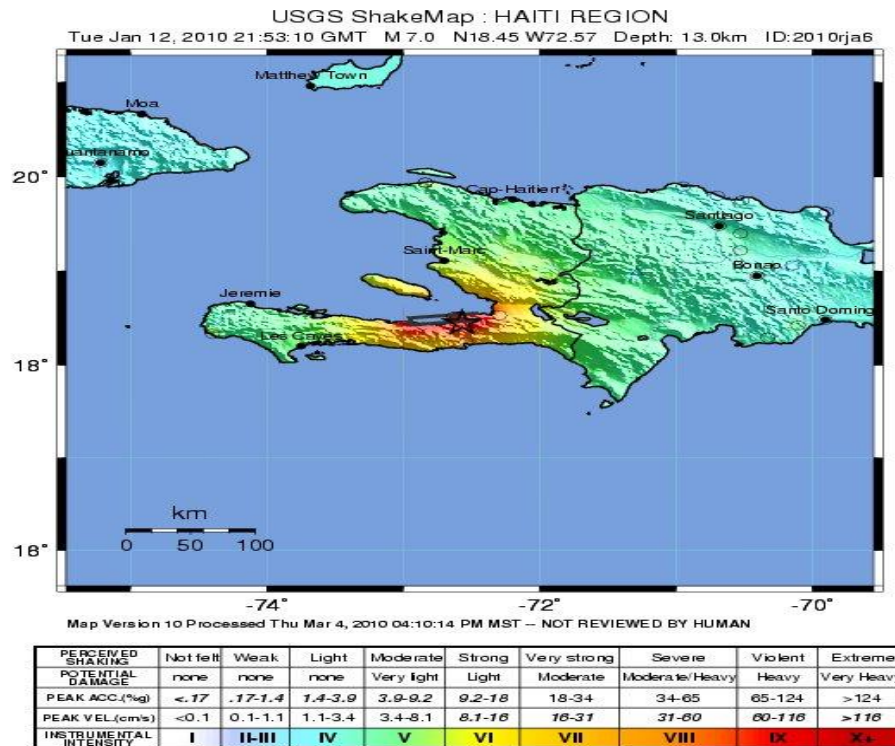 USGS ShakeMap : HAITI REGION
Tue Jan 12, 2010 21:53:10 GMT M 7.0 N18.45 W72.57 Depth: 13.0km ID:2010rja6
Matthew Town
Moa
uantanamo
20°
Cap-Haitien
Santiago
Saint-Marc
Bonao
Jeremie
Santo Doming
Les Cayes
18°
km
0 50 100
16°
-74° -72° -70°
Map Version 10 Processed Thu Mar 4, 2010 04:10:14 PM MST -- NOT REVIEWED BY HUMAN
PERCEIVED SHAKING Not felt Weak Light Moderate Strong Very strong Severe Violent Extreme
POTENTIAL DAMAGE none none none Very light Light Moderate Moderate/Heavy Heavy Very Heavy
PEAK ACC.(%g) <.17 .17-1.4 1.4-3.9 3.9-9.2 9.2-18 18-34 34-65 65-124 >124
PEAK VEL.(cm/s) <0.1 0.1-1.1 1.1-3.4 3.4-8.1 8.1-16 16-31 31-60 60-116 >116
INSTRUMENTAL INTENSITY I II-III IV V VI VII VIII IX X+